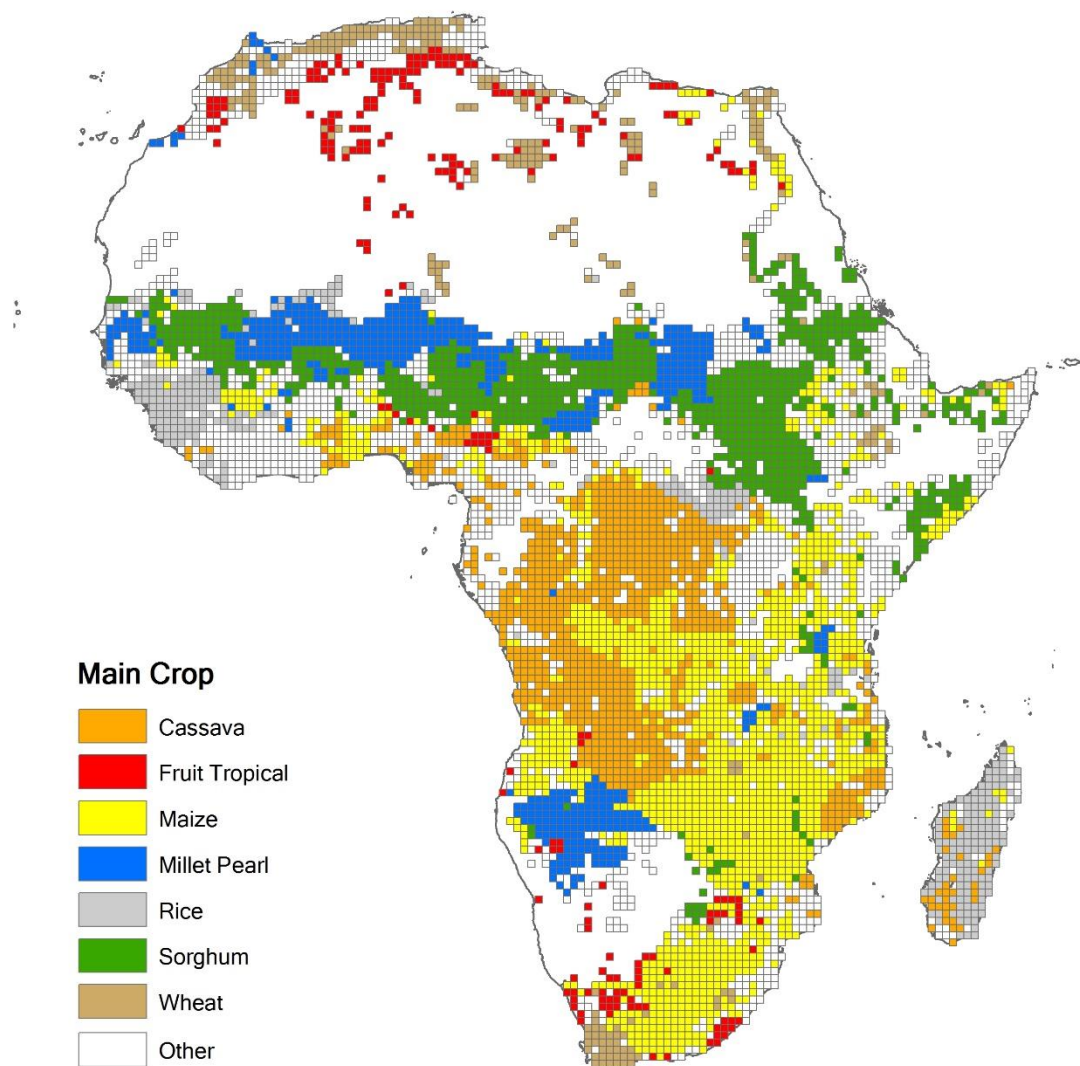 Main Crop
Cassava
Fruit Tropical
Maize
Millet Pearl
Rice
Sorghum
Wheat
Other